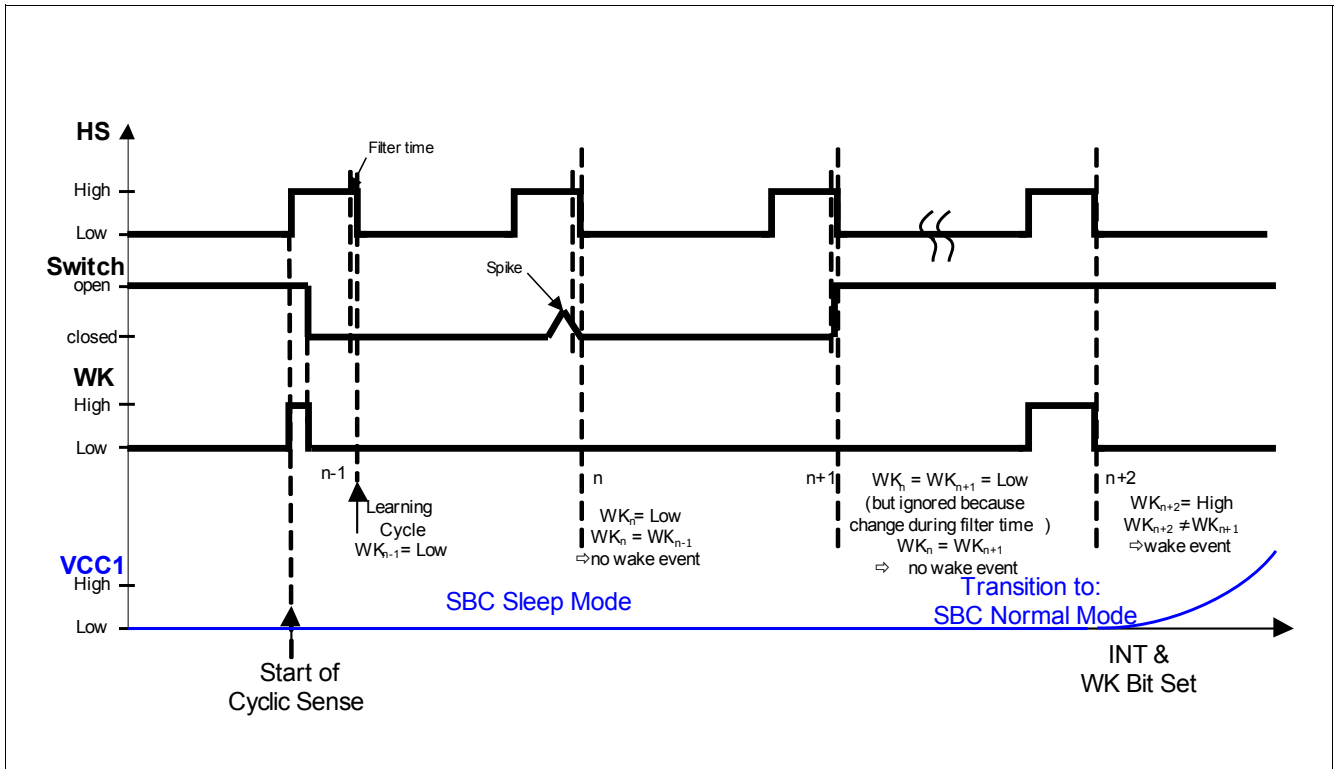 HS
Filter time
High
Low
Switch
open
Spike
closed
WK
High
Low
n-1
n
n+1
n+2
Learning
Cycle
WKn-1= Low
WKn= Low
WKn = WKn-1
⇨no wake event
WKn = WKn+1 = Low
(but ignored because
change during filter time )
WKn = WKn+1
⇨ no wake event
WKn+2= High
WKn+2 ≠WKn+1
⇨wake event
VCC1
High
Low
SBC Sleep Mode
Transition to:
SBC Normal Mode
Start of
Cyclic Sense
INT &
WK Bit Set